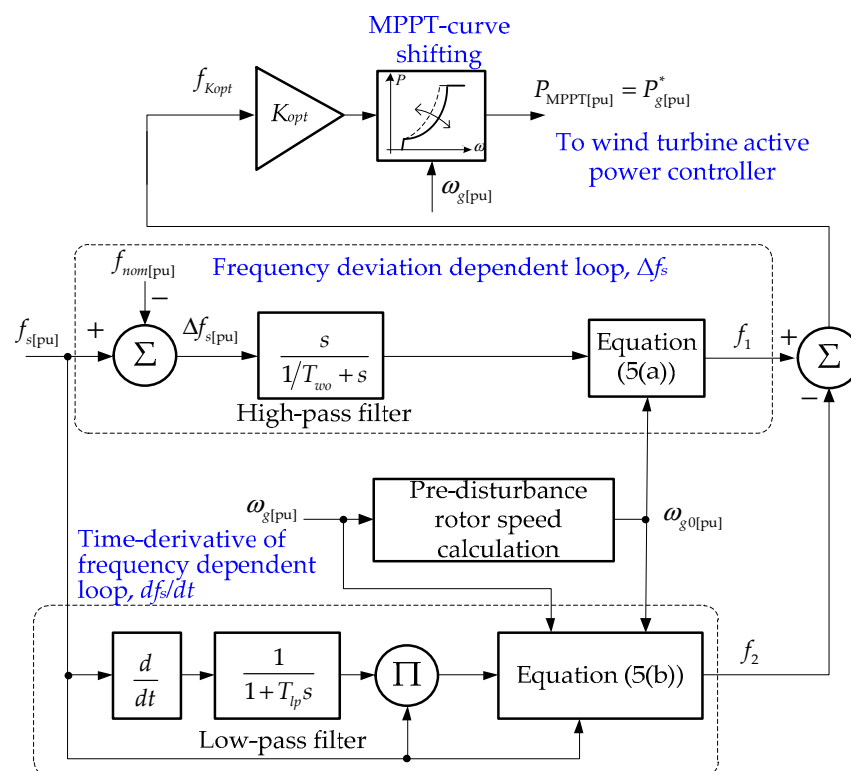 MPPT-curve
shifting
f_Kopt
K_opt
P
ω
P_MPPT[pu] = P*_g[pu]
To wind turbine active
power controller
ω_g[pu]
f_nom[pu]
−
Frequency deviation dependent loop, Δf_s
f_s[pu]
+
Σ
Δf_s[pu]
s
1/T_wo + s
High-pass filter
Equation
(5(a))
f_1
+
Σ
−
ω_g[pu]
Pre-disturbance
rotor speed
calculation
ω_g0[pu]
Time-derivative of
frequency dependent
loop, df_s/dt
d
dt
1
1+T_lp s
Low-pass filter
Π
Equation (5(b))
f_2